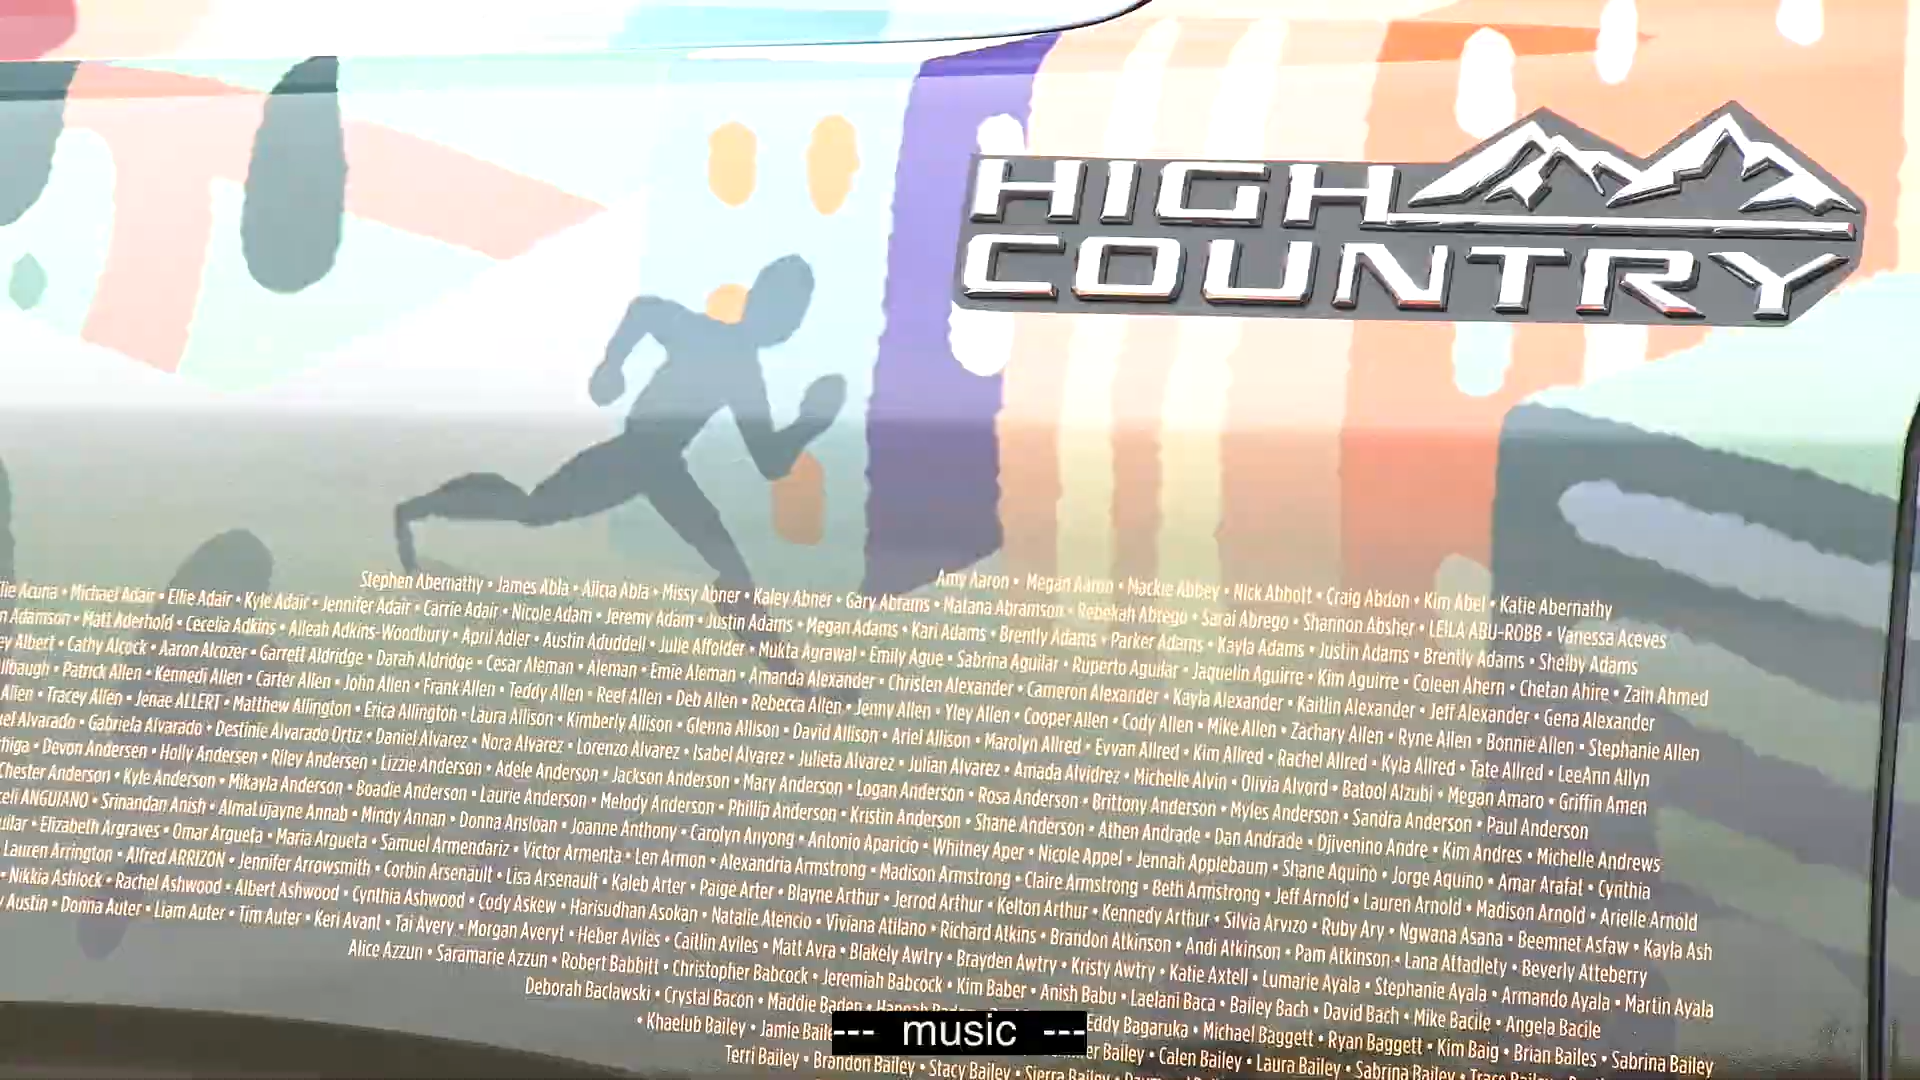 HIGH
COUNTRY
Amy Aaron • Megan Aaron • Mackie Abbey • Nick Abbott • Craig Abdon • Kim Abel • Katie Abernathy
Stephen Abernathy • James Abla • Alicia Abla • Missy Abner • Kaley Abner • Gary Abrams • Malana Abramson • Rebekah Abrego • Sarai Abrego • Shannon Absher • LEILA ABU-ROBB • Vanessa Aceves
Acuna • Michael Adair • Ellie Adair • Kyle Adair • Jennifer Adair • Carrie Adair • Nicole Adam • Jeremy Adam • Justin Adams • Megan Adams • Kari Adams • Brently Adams • Parker Adams • Kayla Adams • Justin Adams • Brently Adams • Shelby Adams
Adamson • Matt Aderhold • Cecelia Adkins • Alleah Adkins-Woodbury • April Adler • Austin Aduddell • Julie Affolder • Mukta Agrawal • Emily Ague • Sabrina Aguilar • Ruperto Aguilar • Jaquelin Aguirre • Kim Aguirre • Coleen Ahern • Chetan Ahire • Zain Ahmed
Albert • Cathy Alcock • Aaron Alcozer • Garrett Aldridge • Darah Aldridge • Cesar Aleman • Aleman • Emie Aleman • Amanda Alexander • Christen Alexander • Cameron Alexander • Kayla Alexander • Kaitlin Alexander • Jeff Alexander • Gena Alexander
• Patrick Allen • Kennedi Allen • Carter Allen • John Allen • Frank Allen • Teddy Allen • Reef Allen • Deb Allen • Rebecca Allen • Jenny Allen • Yley Allen • Cooper Allen • Cody Allen • Mike Allen • Zachary Allen • Ryne Allen • Bonnie Allen • Stephanie Allen
Allen • Tracey Allen • Jenae ALLERT • Matthew Allington • Erica Allington • Laura Allison • Kimberly Allison • Glenna Allison • David Allison • Ariel Allison • Marolyn Allred • Evvan Allred • Kim Allred • Rachel Allred • Kyla Allred • Tate Allred • LeeAnn Allyn
Alvarado • Gabriela Alvarado • Destinie Alvarado Ortiz • Daniel Alvarez • Nora Alvarez • Lorenzo Alvarez • Isabel Alvarez • Julieta Alvarez • Julian Alvarez • Amada Alvidrez • Michelle Alvin • Olivia Alvord • Batool Alzubi • Megan Amaro • Griffin Amen
• Devon Andersen • Holly Andersen • Riley Andersen • Lizzie Anderson • Adele Anderson • Jackson Anderson • Mary Anderson • Logan Anderson • Rosa Anderson • Brittony Anderson • Myles Anderson • Sandra Anderson • Paul Anderson
Chester Anderson • Kyle Anderson • Mikayla Anderson • Boadie Anderson • Laurie Anderson • Melody Anderson • Phillip Anderson • Kristin Anderson • Shane Anderson • Athen Andrade • Dan Andrade • Djivenino Andre • Kim Andres • Michelle Andrews
ANGUIANO • Srinandan Anish • AlmaLujayne Annab • Mindy Annan • Donna Ansloan • Joanne Anthony • Carolyn Anyong • Antonio Aparicio • Whitney Aper • Nicole Appel • Jennah Applebaum • Shane Aquino • Jorge Aquino • Amar Arafat • Cynthia
• Elizabeth Argraves • Omar Argueta • Maria Argueta • Samuel Armendariz • Victor Armenta • Len Armon • Alexandria Armstrong • Madison Armstrong • Claire Armstrong • Beth Armstrong • Jeff Arnold • Lauren Arnold • Madison Arnold • Arielle Arnold
Lauren Arrington • Alfred ARRIZON • Jennifer Arrowsmith • Corbin Arsenault • Lisa Arsenault • Kaleb Arter • Paige Arter • Blayne Arthur • Jerrod Arthur • Kelton Arthur • Kennedy Arthur • Silvia Arvizo • Ruby Ary • Ngwana Asana • Beemnet Asfaw • Kayla Ash
• Nikkia Ashlock • Rachel Ashwood • Albert Ashwood • Cynthia Ashwood • Cody Askew • Harisudhan Asokan • Natalie Atencio • Viviana Atilano • Richard Atkins • Brandon Atkinson • Andi Atkinson • Pam Atkinson • Lana Attadlety • Beverly Atteberry
Austin • Donna Auter • Liam Auter • Tim Auter • Keri Avant • Tai Avery • Morgan Averyt • Heber Aviles • Caitlin Aviles • Matt Avra • Blakely Awtry • Brayden Awtry • Kristy Awtry • Katie Axtell • Lumarie Ayala • Stephanie Ayala • Armando Ayala • Martin Ayala
Alice Azzun • Saramarie Azzun • Robert Babbitt • Christopher Babcock • Jeremiah Babcock • Kim Baber • Anish Babu • Laelani Baca • Bailey Bach • David Bach • Mike Bacile • Angela Bacile
Deborah Baclawski • Crystal Bacon • Maddie Baden • Eddy Bagaruka • Michael Baggett • Ryan Baggett • Kim Baig • Brian Bailes • Sabrina Bailey
• Khaelub Bailey • Jamie Bailey • Calen Bailey • Laura Bailey • Sabrina Bailey
Terri Bailey • Brandon Bailey • Stacy Bailey
--- music ---